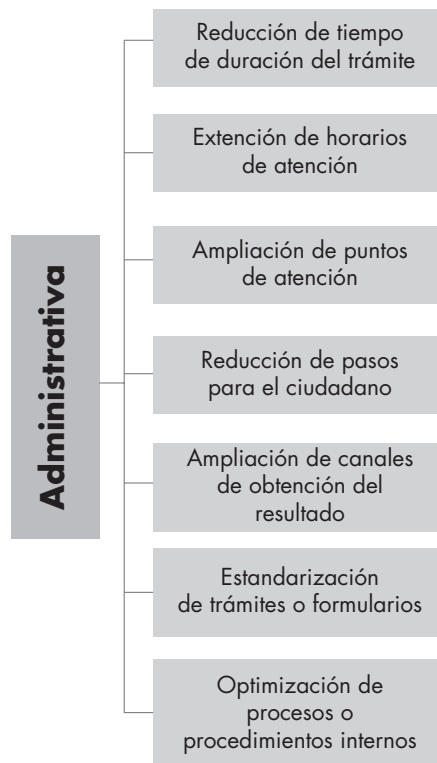 Administrativa
Reducción de tiempo
de duración del trámite
Extención de horarios
de atención
Ampliación de puntos
de atención
Reducción de pasos
para el ciudadano
Ampliación de canales
de obtención del
resultado
Estandarización
de trámites o formularios
Optimización de
procesos o
procedimientos internos